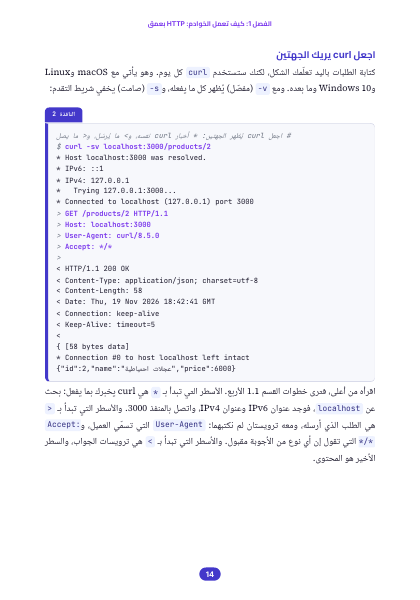 الفصل 1: كيف تعمل الخوادم: HTTP بعمق
اجعل curl يريك الجهتين
كتابة الطلبات باليد تعلّمك الشكل، لكنك ستستخدم curl كل يوم. وهو يأتي مع macOS وLinux
وWindows 10 وما بعده. ومع -v (مفصّل) يُظهر كل ما يفعله، و -s (صامت) يخفي شريط التقدم:
النافذة 2
# اجعل curl يُظهر الجهتين: * أخبار curl نفسه، و> ما يُرسَل، و< ما يصل
$ curl -sv localhost:3000/products/2
* Host localhost:3000 was resolved.
* IPv6: ::1
* IPv4: 127.0.0.1
*   Trying 127.0.0.1:3000...
* Connected to localhost (127.0.0.1) port 3000
> GET /products/2 HTTP/1.1
> Host: localhost:3000
> User-Agent: curl/8.5.0
> Accept: */*
>
< HTTP/1.1 200 OK
< Content-Type: application/json; charset=utf-8
< Content-Length: 58
< Date: Thu, 19 Nov 2026 18:42:41 GMT
< Connection: keep-alive
< Keep-Alive: timeout=5
<
{ [58 bytes data]
* Connection #0 to host localhost left intact
{"id":2,"name":"عجلات احتياطية","price":6000}
اقرأه من أعلى، فترى خطوات القسم 1.1 الأربع. الأسطر التي تبدأ بـ * هي curl يخبرك بما يفعل: بحث
عن localhost ، فوجد عنوان IPv6 وعنوان IPv4، واتصل بالمنفذ 3000. والأسطر التي تبدأ بـ >
هي الطلب الذي أرسله، ومعه ترويستان لم تكتبهما: User-Agent التي تسمّي العميل، و Accept:
*/* التي تقول إن أي نوع من الأجوبة مقبول. والأسطر التي تبدأ بـ < هي ترويسات الجواب، والسطر
الأخير هو المحتوى.
14